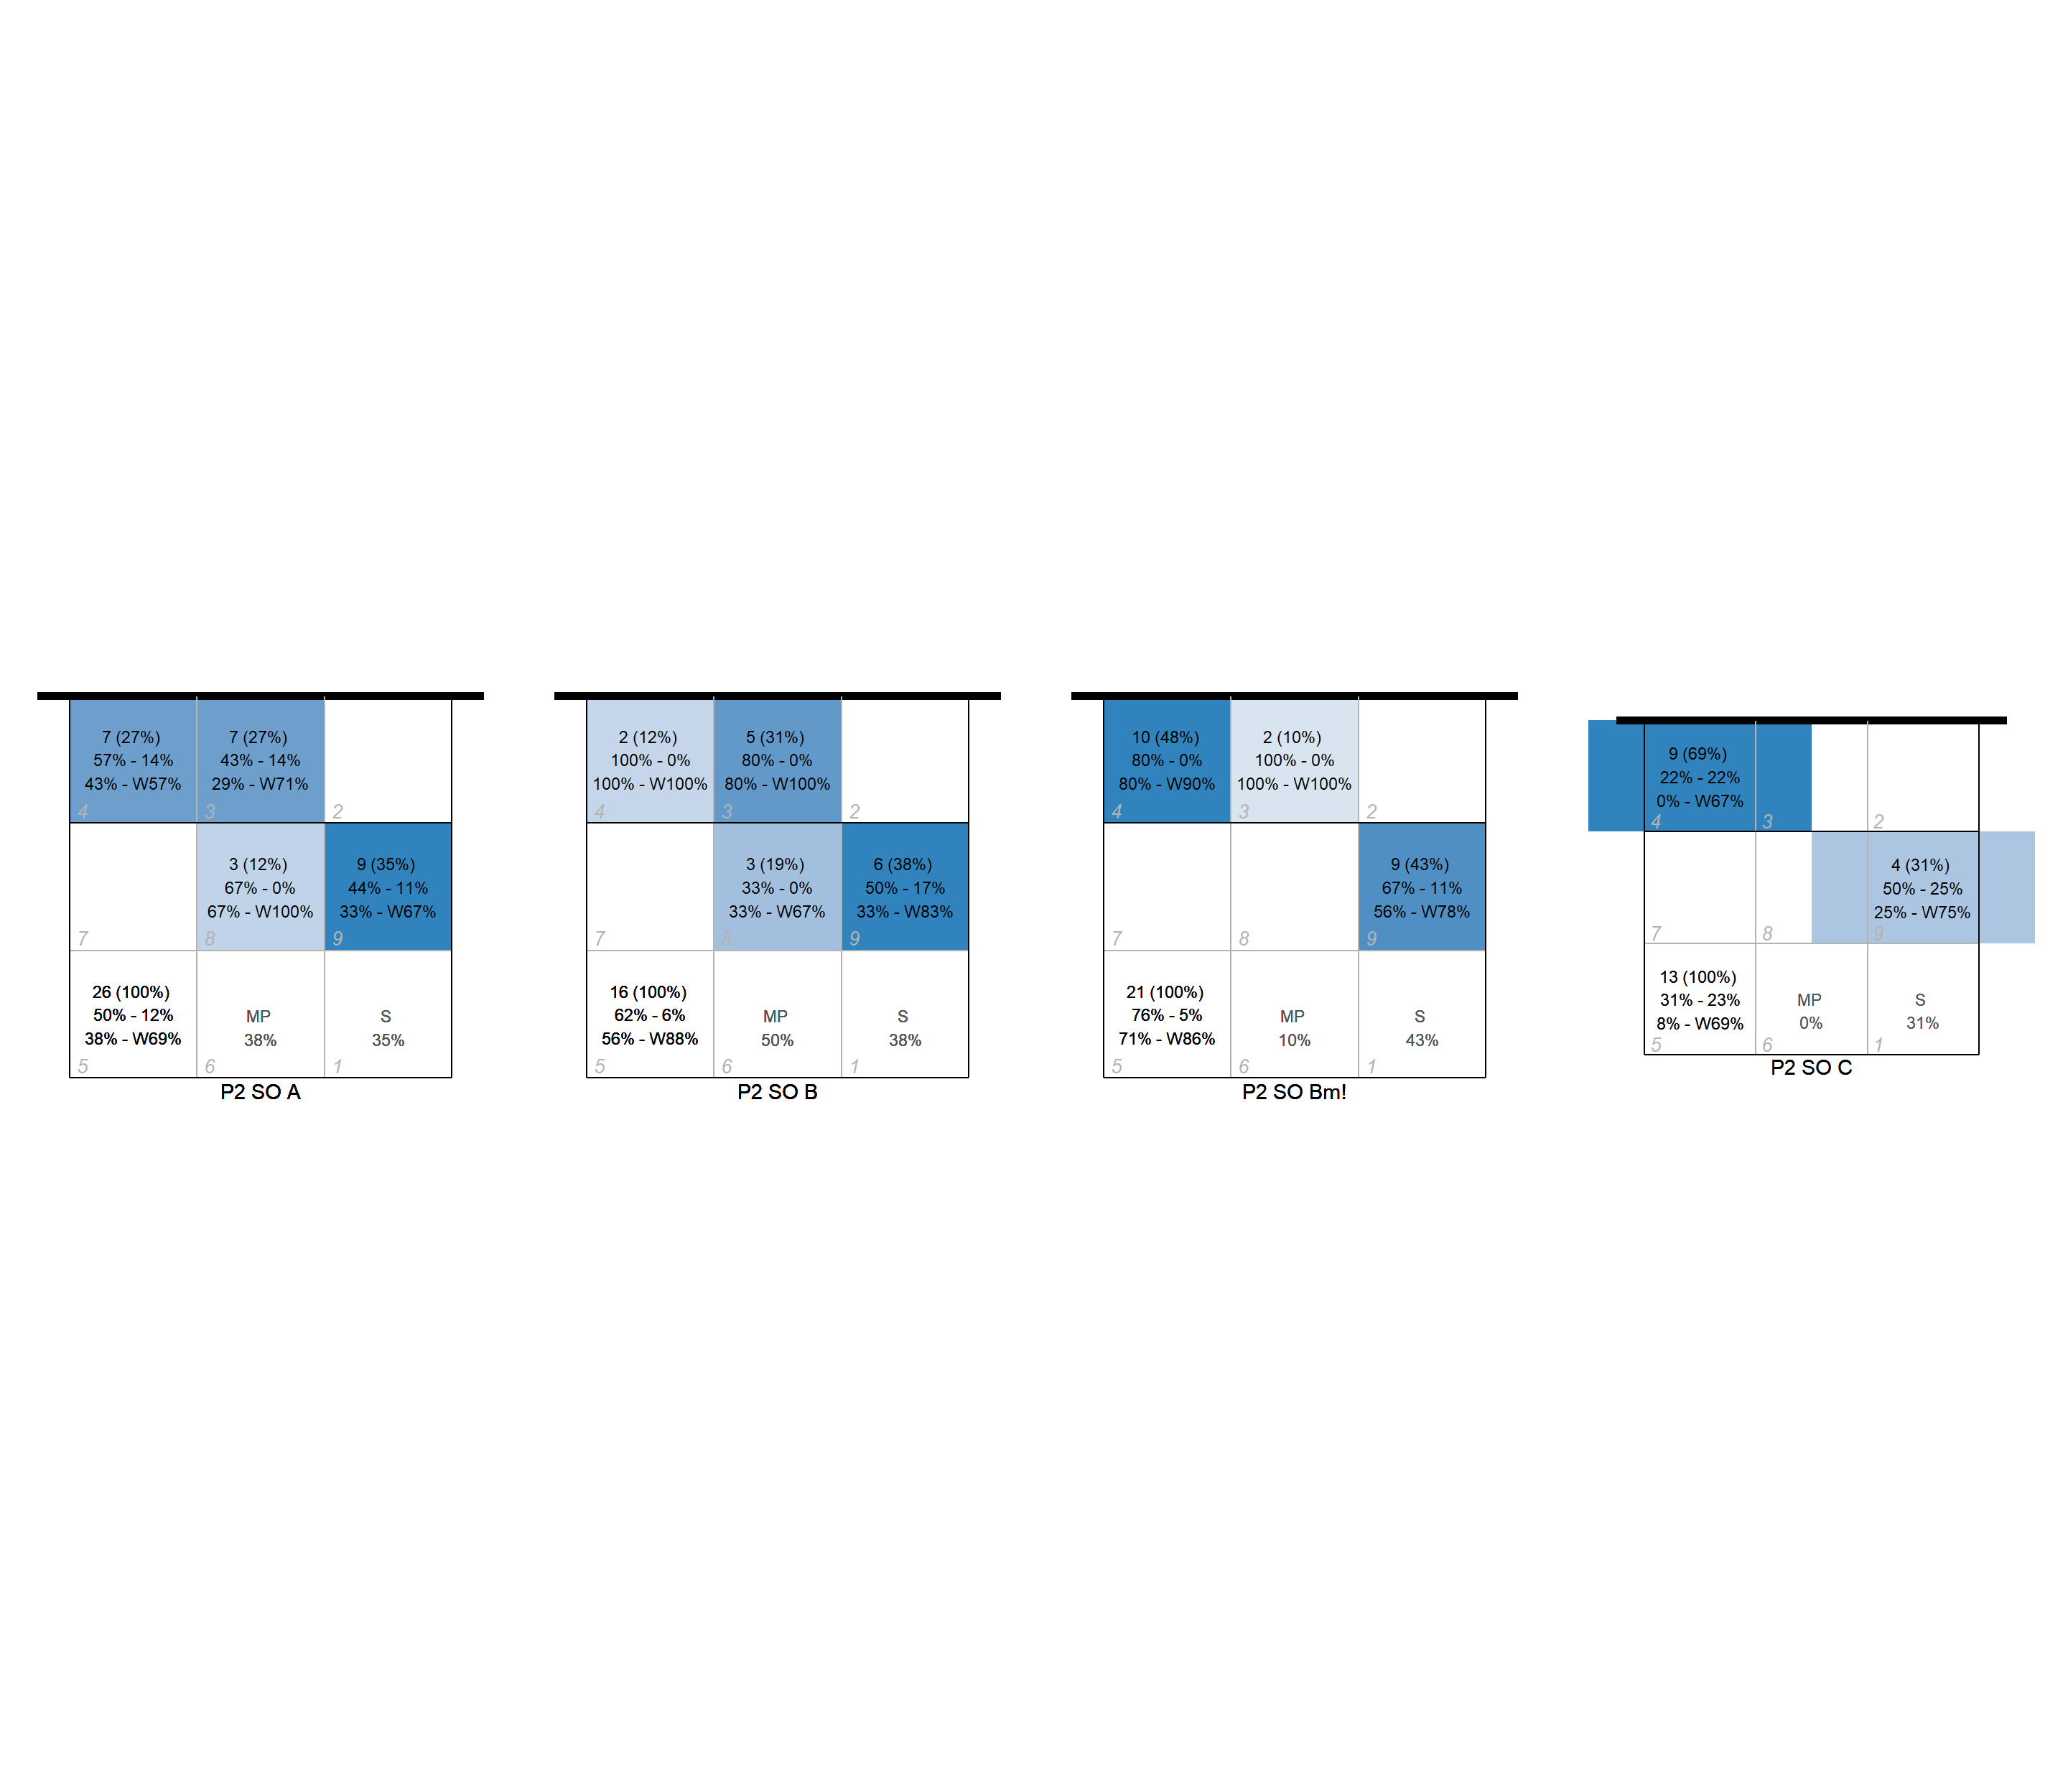 7 (27%)
57% - 14%
43% - W57%
4
7 (27%)
43% - 14%
29% - W71%
3
2
7
3 (12%)
67% - 0%
67% - W100%
8
9 (35%)
44% - 11%
33% - W67%
9
26 (100%)
50% - 12%
38% - W69%
5
MP
38%
6
S
35%
1
P2 SO A
2 (12%)
100% - 0%
100% - W100%
4
5 (31%)
80% - 0%
80% - W100%
3
2
7
3 (19%)
33% - 0%
33% - W67%
8
6 (38%)
50% - 17%
33% - W83%
9
16 (100%)
62% - 6%
56% - W88%
5
MP
50%
6
S
38%
1
P2 SO B
10 (48%)
80% - 0%
80% - W90%
4
2 (10%)
100% - 0%
100% - W100%
3
2
7
8
9 (43%)
67% - 11%
56% - W78%
9
21 (100%)
76% - 5%
71% - W86%
5
MP
10%
6
S
43%
1
P2 SO Bm!
9 (69%)
22% - 22%
0% - W67%
4
3
2
7
8
4 (31%)
50% - 25%
25% - W75%
9
13 (100%)
31% - 23%
8% - W69%
5
MP
0%
6
S
31%
1
P2 SO C